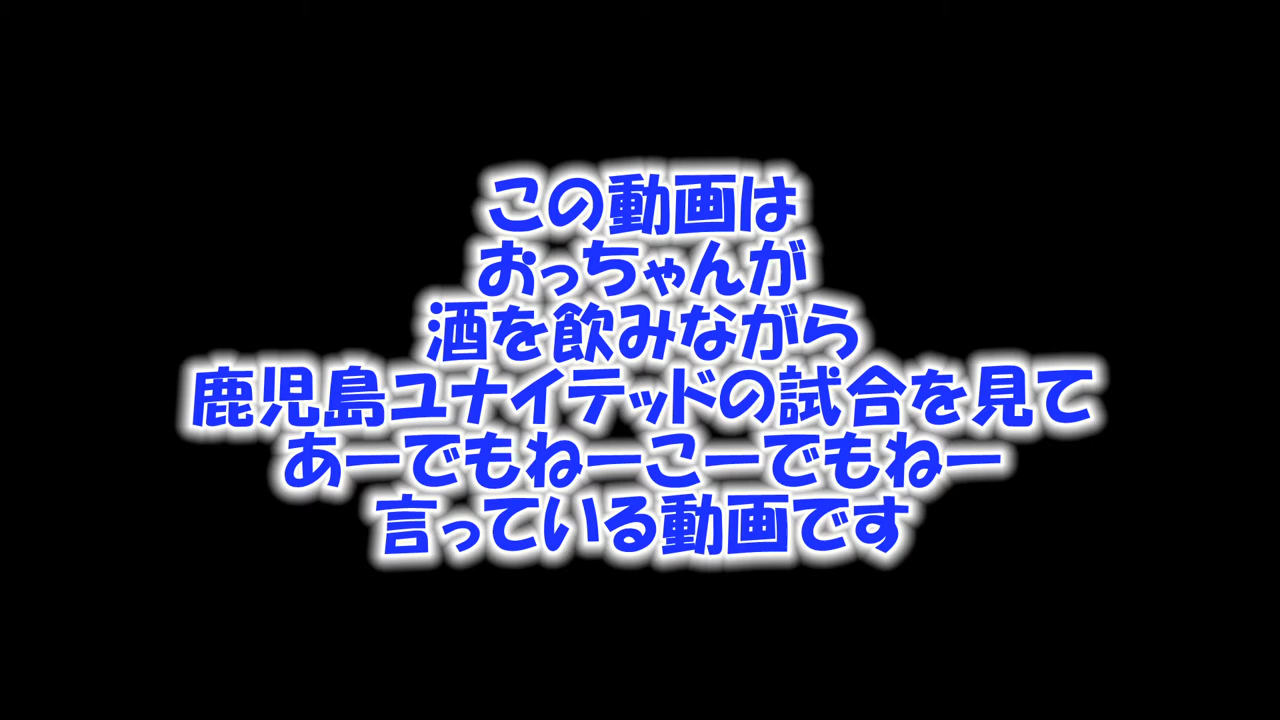 この動画は
おっちゃんが
酒を飲みながら
鹿児島ユナイテッドの試合を見て
あーでもねーこーでもねー
言っている動画です